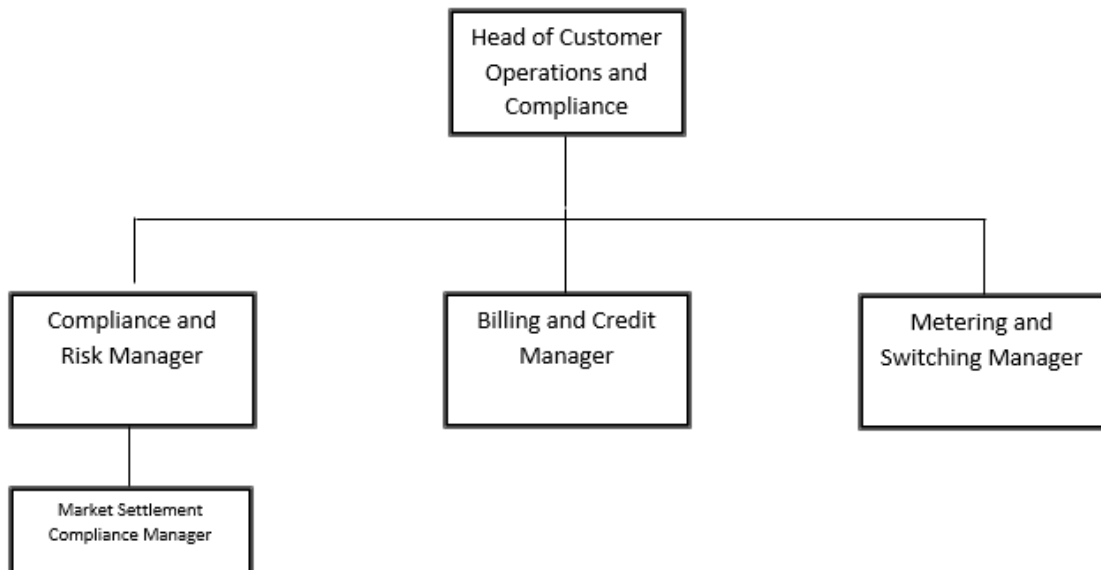 Head of Customer
Operations and
Compliance
Compliance and
Risk Manager
Billing and Credit
Manager
Metering and
Switching Manager
Market Settlement
Compliance Manager